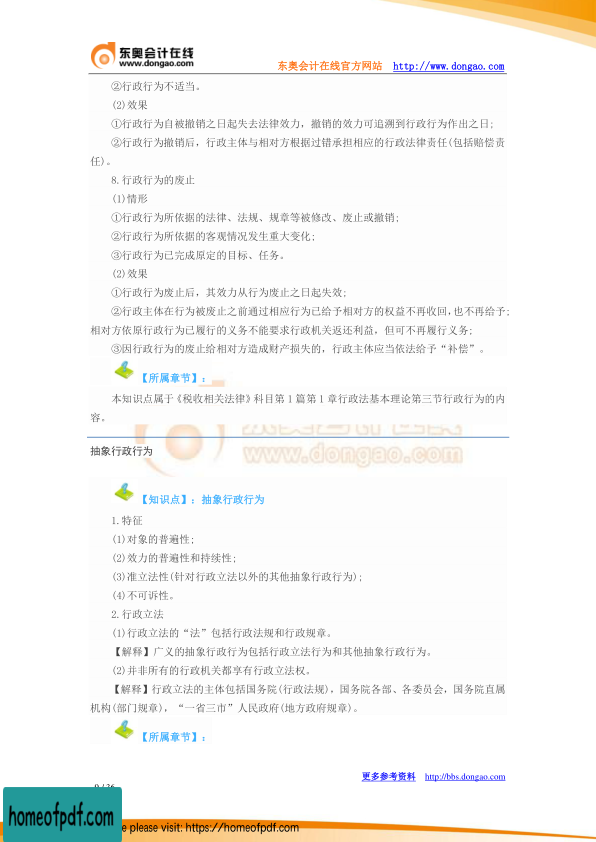 东奥会计在线
www.dongao.com
东奥会计在线官方网站 http://www.dongao.com
②行政行为不适当。
(2)效果
①行政行为自被撤销之日起失去法律效力，撤销的效力可追溯到行政行为作出之日;
②行政行为撤销后，行政主体与相对方根据过错承担相应的行政法律责任(包括赔偿责
任)。
8.行政行为的废止
(1)情形
①行政行为所依据的法律、法规、规章等被修改、废止或撤销;
②行政行为所依据的客观情况发生重大变化;
③行政行为已完成原定的目标、任务。
(2)效果
①行政行为废止后，其效力从行为废止之日起失效;
②行政主体在行为被废止之前通过相应行为已给予相对方的权益不再收回，也不再给予;
相对方依原行政行为已履行的义务不能要求行政机关返还利益，但可不再履行义务;
③因行政行为的废止给相对方造成财产损失的，行政主体应当依法给予“补偿”。
【所属章节】：
本知识点属于《税收相关法律》科目第 1 篇第 1 章行政法基本理论第三节行政行为的内
容。
www.dongao.com
抽象行政行为
【知识点】：抽象行政行为
1.特征
(1)对象的普遍性;
(2)效力的普遍性和持续性;
(3)准立法性(针对行政立法以外的其他抽象行政行为);
(4)不可诉性。
2.行政立法
(1)行政立法的“法”包括行政法规和行政规章。
【解释】广义的抽象行政行为包括行政立法行为和其他抽象行政行为。
(2)并非所有的行政机关都享有行政立法权。
【解释】行政立法的主体包括国务院(行政法规)，国务院各部、各委员会，国务院直属
机构(部门规章)，“一省三市”人民政府(地方政府规章)。
【所属章节】：
更多参考资料 http://bbs.dongao.com
homeofpdf.com
e please visit: https://homeofpdf.com